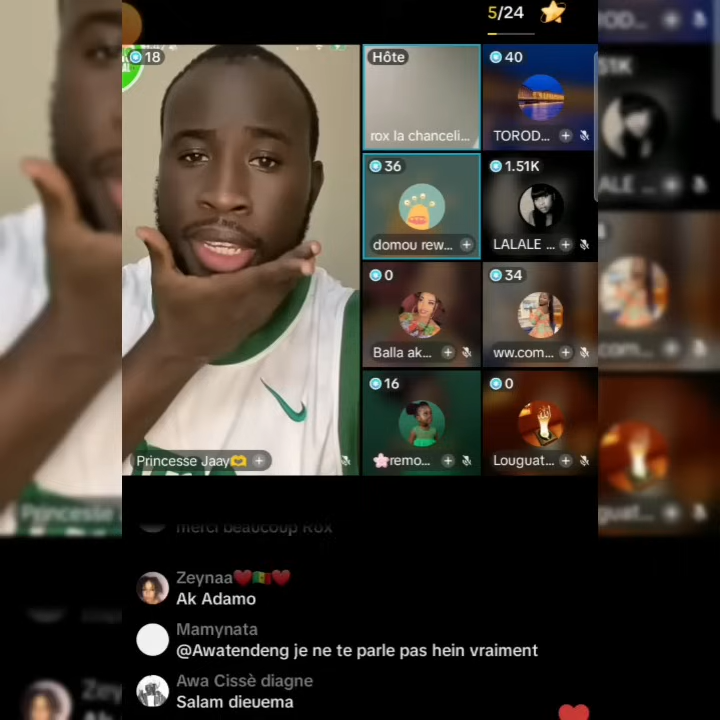 5/24
18
Hôte
rox la chanceli...
40
TOROD...
36
domou rew...
1.51K
LALALE ...
0
Balla ak...
34
ww.com...
16
remo...
0
Louguat...
Princesse Jaay
merci beaucoup Rox
Zeynaa
Ak Adamo
Mamynata
@Awatendeng je ne te parle pas hein vraiment
Awa Cissè diagne
Salam dieuema